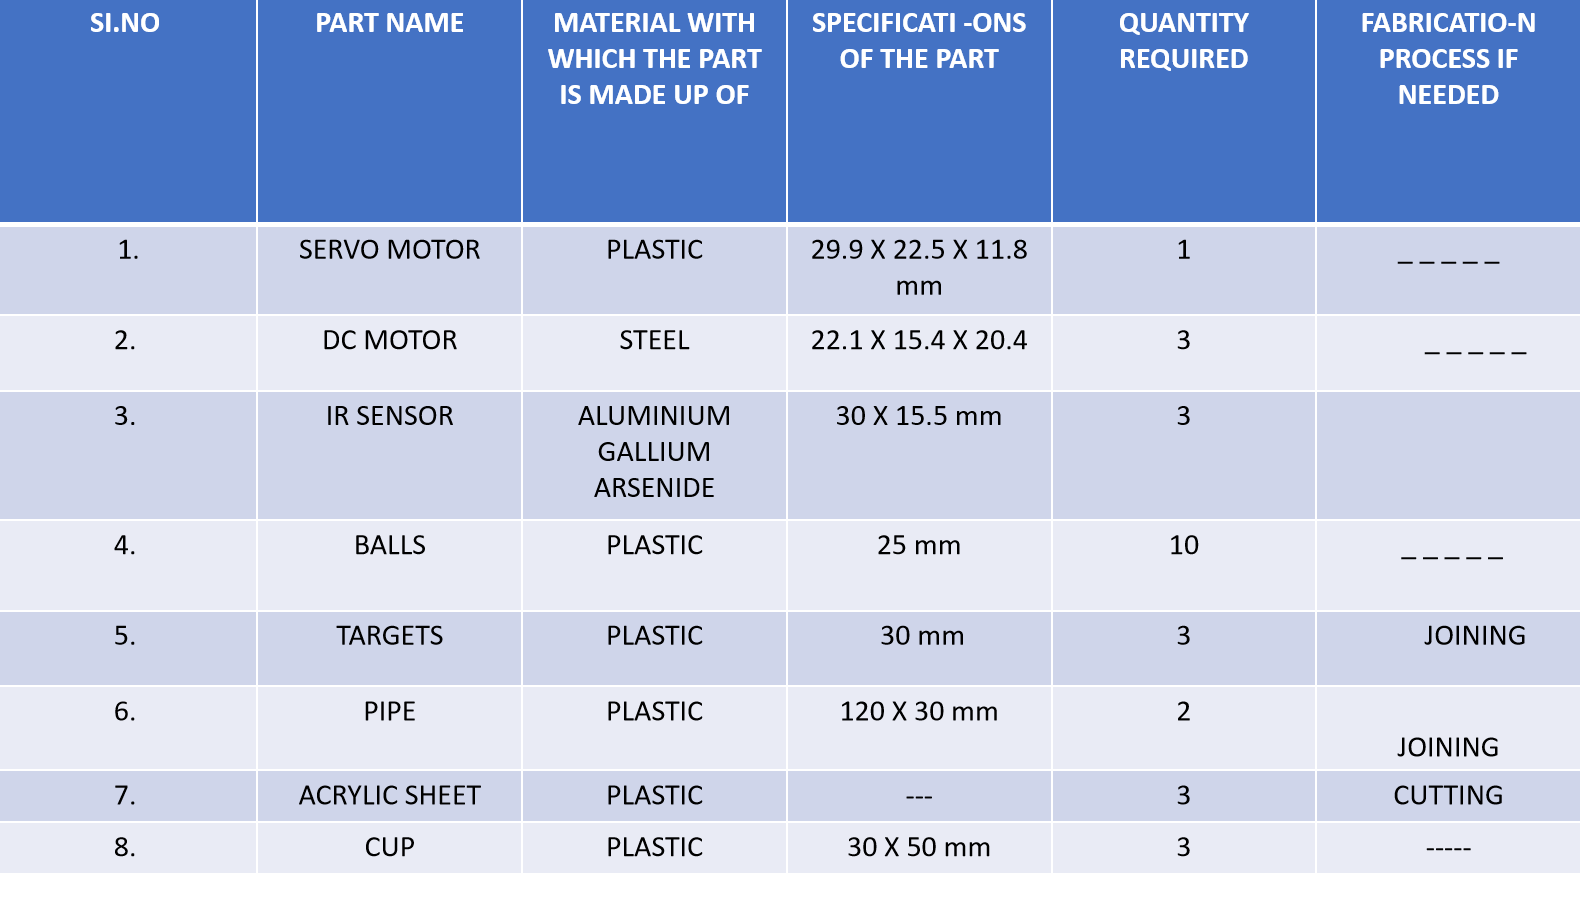 SI.NO
PART NAME
MATERIAL WITH
WHICH THE PART
IS MADE UP OF
SPECIFICATI -ONS
OF THE PART
QUANTITY
REQUIRED
FABRICATIO-N
PROCESS IF
NEEDED
1.
SERVO MOTOR
PLASTIC
29.9 X 22.5 X 11.8
mm
1
_ _ _ _ _
2.
DC MOTOR
STEEL
22.1 X 15.4 X 20.4
3
_ _ _ _ _
3.
IR SENSOR
ALUMINIUM
GALLIUM
ARSENIDE
30 X 15.5 mm
3
4.
BALLS
PLASTIC
25 mm
10
_ _ _ _ _
5.
TARGETS
PLASTIC
30 mm
3
JOINING
6.
PIPE
PLASTIC
120 X 30 mm
2
JOINING
7.
ACRYLIC SHEET
PLASTIC
---
3
CUTTING
8.
CUP
PLASTIC
30 X 50 mm
3
-----